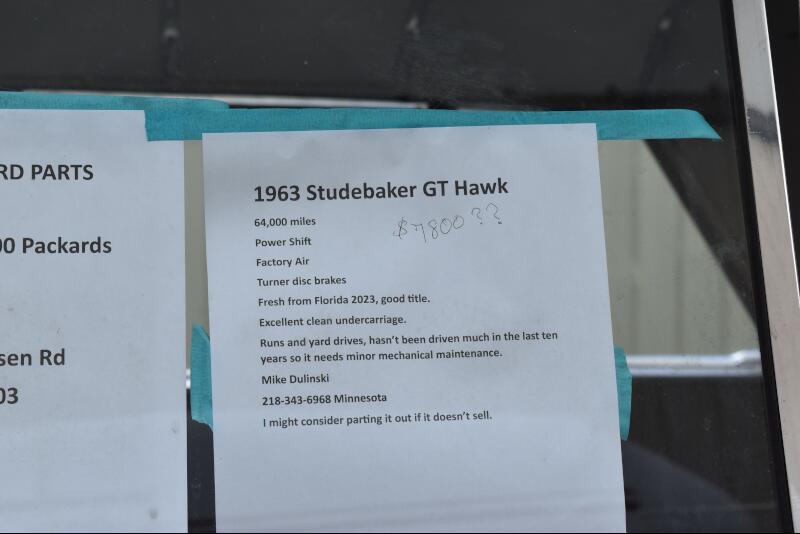 RD PARTS
00 Packards
sen Rd
03
1963 Studebaker GT Hawk
64,000 miles
$7800??
Power Shift
Factory Air
Turner disc brakes
Fresh from Florida 2023, good title.
Excellent clean undercarriage.
Runs and yard drives, hasn't been driven much in the last ten
years so it needs minor mechanical maintenance.
Mike Dulinski
218-343-6968 Minnesota
I might consider parting it out if it doesn't sell.